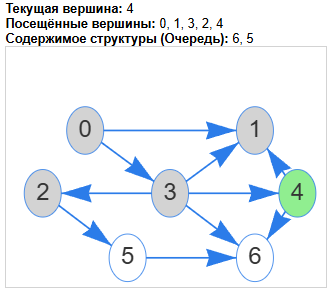 Текущая вершина: 4
Посещённые вершины: 0, 1, 3, 2, 4
Содержимое структуры (Очередь): 6, 5
0
1
2
3
4
5
6